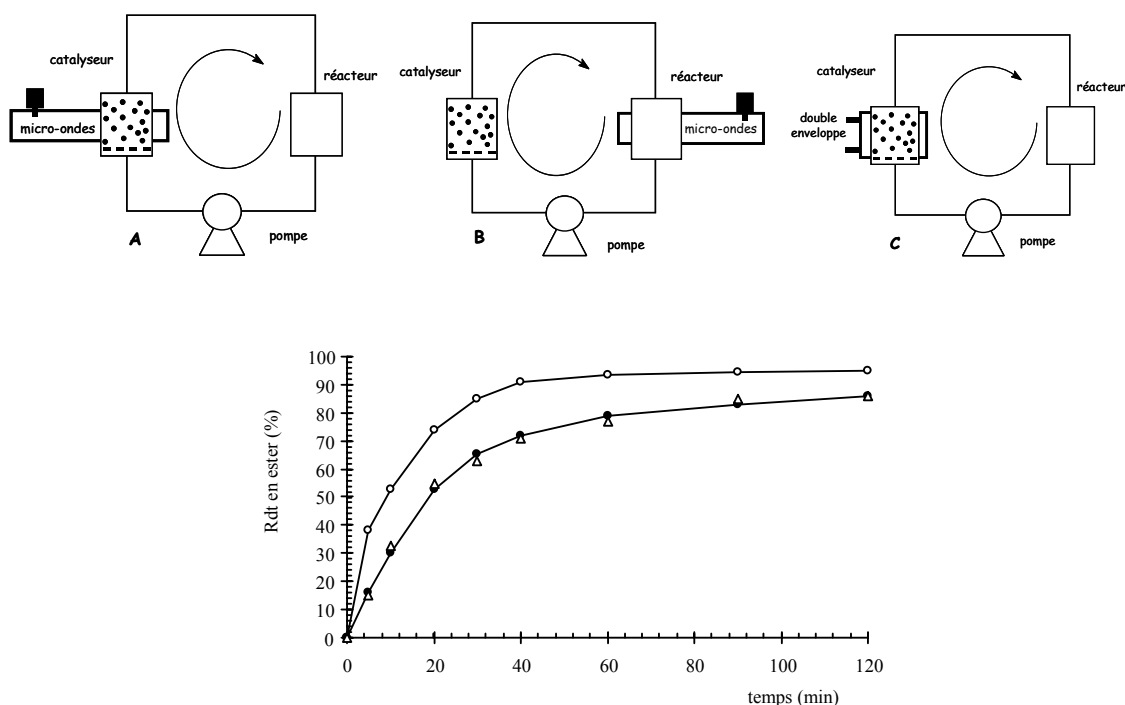 catalyseur
réacteur
micro-ondes
A
pompe
catalyseur
réacteur
micro-ondes
B
pompe
catalyseur
réacteur
double
enveloppe
C
pompe
Rdt en ester (%)
100
90
80
70
60
50
40
30
20
10
0
0
20
40
60
80
100
120
temps (min)